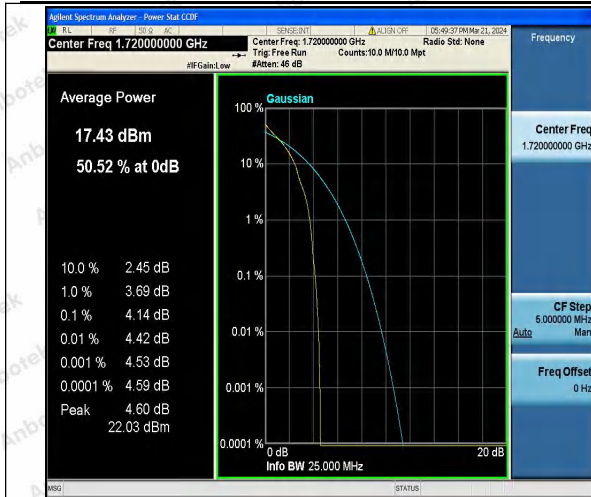 Agilent Spectrum Analyzer - Power Stat CCDF
RL RF 50 Ω AC SENSE:INT ALIGN OFF 05:49:37 PM Mar 21, 2024
Center Freq 1.720000000 GHz
Center Freq: 1.720000000 GHz Radio Std: None
Trig: Free Run Counts:10.0 M/10.0 Mpt
#IFGain:Low #Atten: 46 dB
Frequency
Average Power
17.43 dBm
50.52 % at 0dB
10.0 % 2.45 dB
1.0 % 3.69 dB
0.1 % 4.14 dB
0.01 % 4.42 dB
0.001 % 4.53 dB
0.0001 % 4.59 dB
Peak 4.60 dB
22.03 dBm
Gaussian
100 %
10 %
1 %
0.1 %
0.01 %
0.001 %
0.0001 %
0 dB 20 dB
Info BW 25.000 MHz
Center Freq
1.720000000 GHz
CF Step
5.000000 MHz
Auto Man
Freq Offset
0 Hz
MSG STATUS